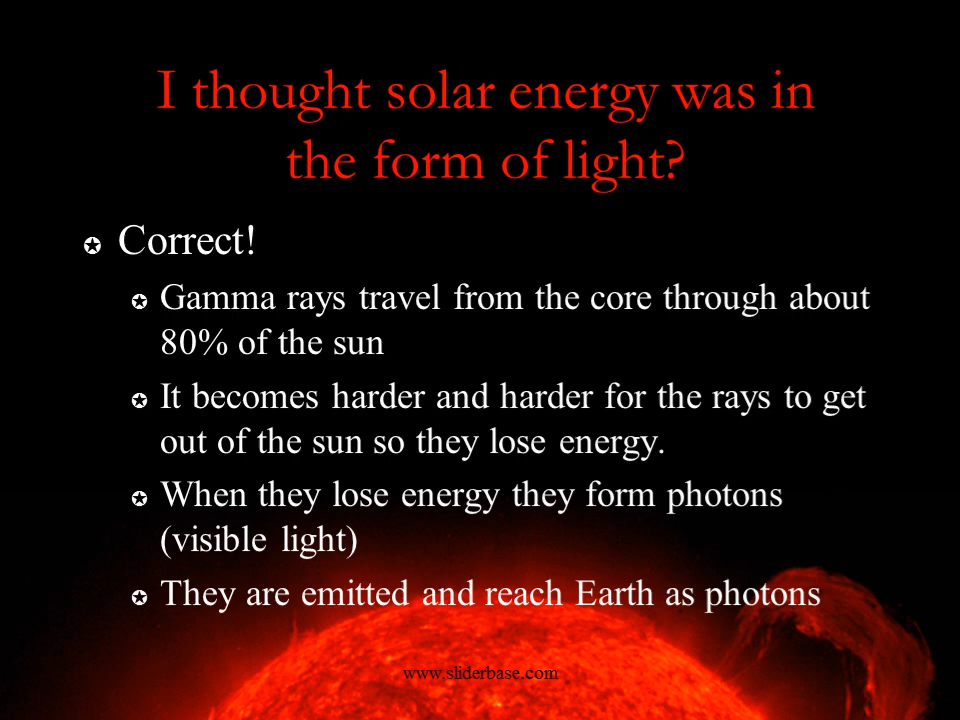 I thought solar energy was in
the form of light?
✪ Correct!
✪ Gamma rays travel from the core through about
80% of the sun
✪ It becomes harder and harder for the rays to get
out of the sun so they lose energy.
✪ When they lose energy they form photons
(visible light)
✪ They are emitted and reach Earth as photons
www.sliderbase.com